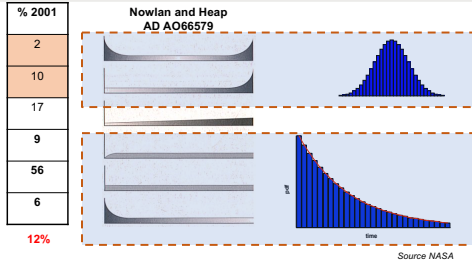 % 2001
Nowlan and Heap
AD AO66579
2
10
17
9
56
6
12%
pdf
time
Source NASA